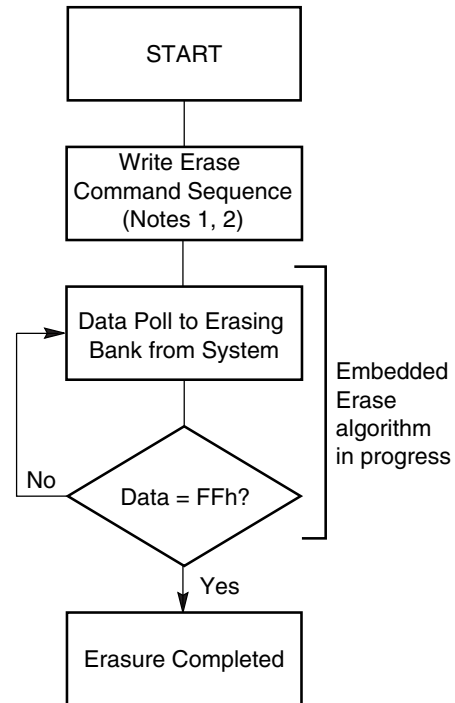 START
Write Erase
Command Sequence
(Notes 1, 2)
Data Poll to Erasing
Bank from System
Embedded
Erase
algorithm
in progress
No
Data = FFh?
Yes
Erasure Completed